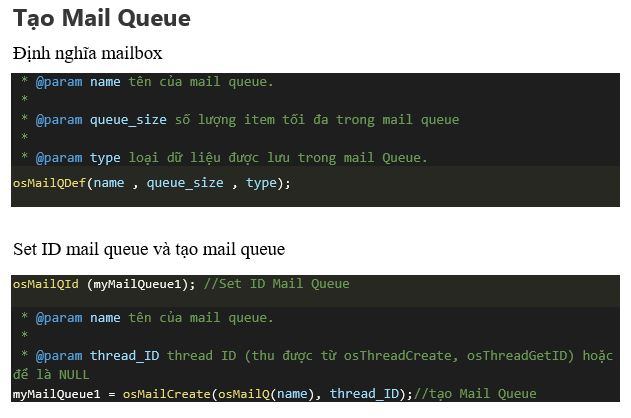 Tạo Mail Queue
Định nghĩa mailbox
* @param name tên của mail queue.
*
* @param queue_size số lượng item tối đa trong mail queue
*
* @param type loại dữ liệu được lưu trong mail Queue.
osMailQDef(name , queue_size , type);
Set ID mail queue và tạo mail queue
osMailQId (myMailQueue1); //Set ID Mail Queue
* @param name tên của mail queue.
*
* @param thread_ID thread ID (thu được từ osThreadCreate, osThreadGetID) hoặc
để là NULL
myMailQueue1 = osMailCreate(osMailQ(name), thread_ID);//tạo Mail Queue